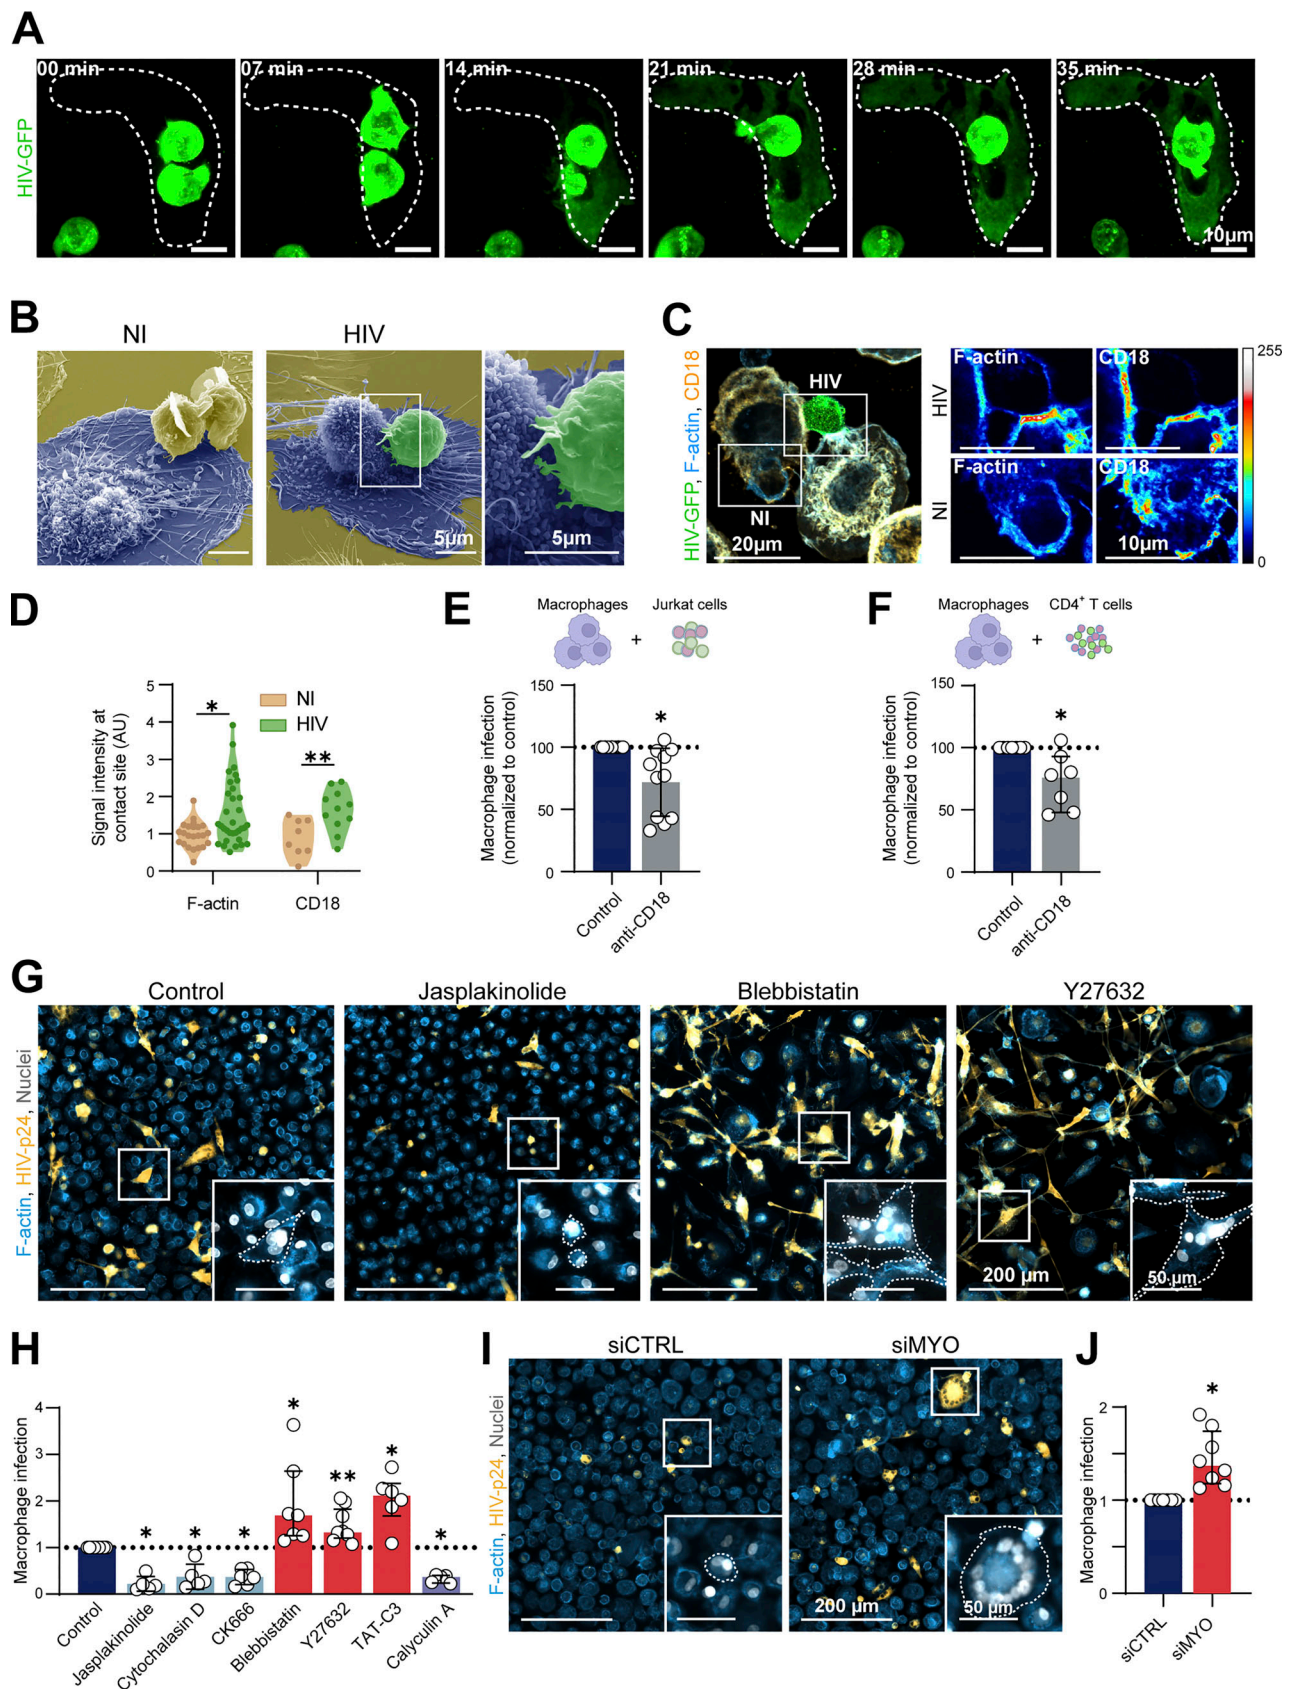 A
00 min
07 min
14 min
21 min
28 min
35 min
HIV-GFP
10µm
B
NI
HIV
5µm
5µm
C
HIV-GFP, F-actin, CD18
HIV
NI
20µm
HIV
F-actin
CD18
NI
F-actin
CD18
10µm
255
0
D
Signal intensity at
contact site (AU)
5
4
3
2
1
0
*
**
NI
HIV
F-actin
CD18
E
Macrophages
+
Jurkat cells
Macrophage infection
(normalized to control)
150
100
50
0
*
Control
anti-CD18
F
Macrophages
+
CD4+ T cells
Macrophage infection
(normalized to control)
150
100
50
0
*
Control
anti-CD18
G
Control
Jasplakinolide
Blebbistatin
Y27632
F-actin, HIV-p24, Nuclei
200 µm
50 µm
H
Macrophage infection
4
3
2
1
0
*
*
*
*
**
*
*
Control
Jasplakinolide
Cytochalasin D
CK666
Blebbistatin
Y27632
TAT-C3
Calyculin A
I
siCTRL
siMYO
F-actin, HIV-p24, Nuclei
200 µm
50 µm
J
Macrophage infection
2
1
0
*
siCTRL
siMYO